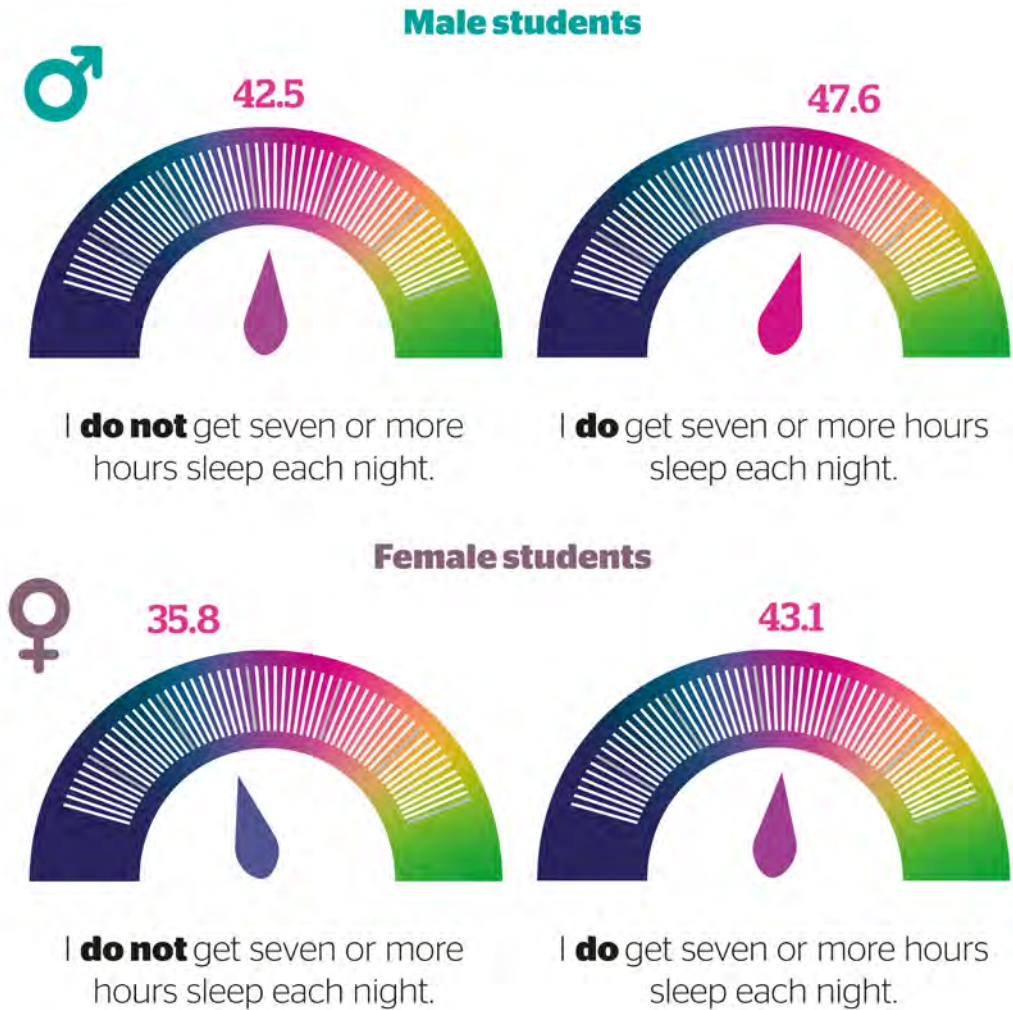 Male students
42.5
47.6
I do not get seven or more
hours sleep each night.
I do get seven or more hours
sleep each night.
Female students
35.8
43.1
I do not get seven or more
hours sleep each night.
I do get seven or more hours
sleep each night.